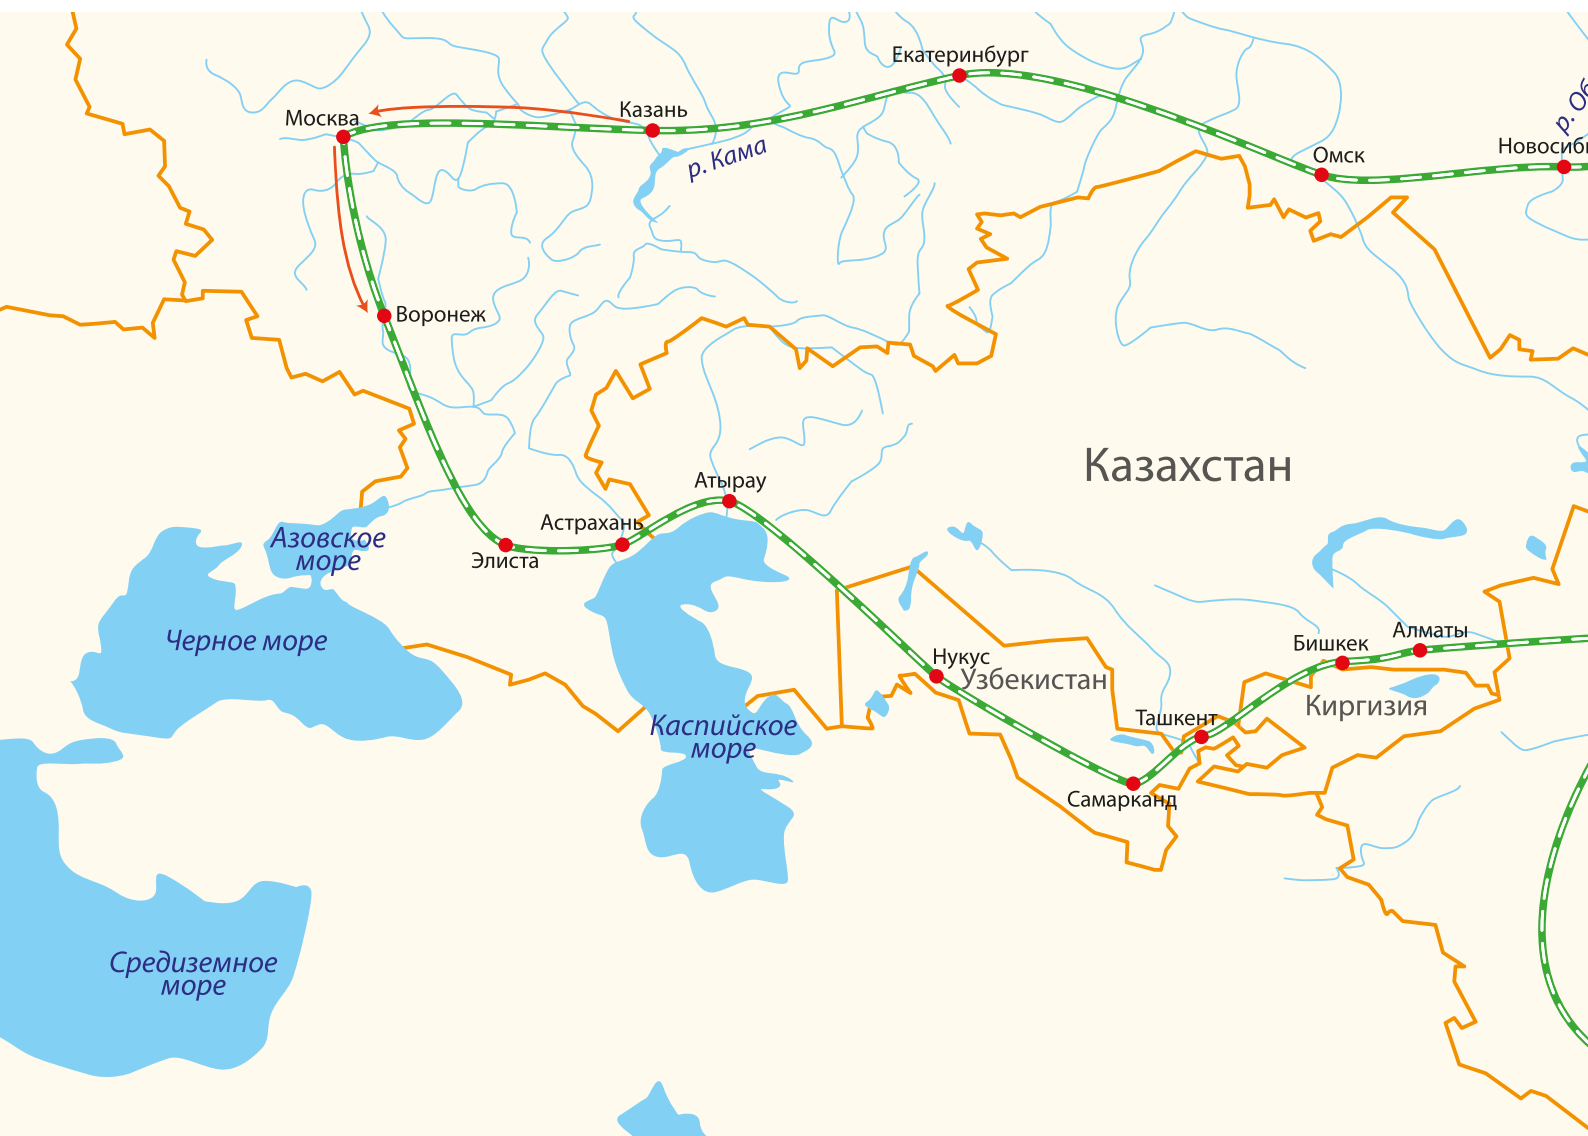 Екатеринбург
р. Об
Казань
Москва
р. Кама
Омск
Новосиби
Воронеж
Казахстан
Атырау
Астрахань
Азовское
море
Элиста
Черное море
Бишкек
Алматы
Нукус
Узбекистан
Киргизия
Ташкент
Каспийское
море
Самарканд
Средиземное
море